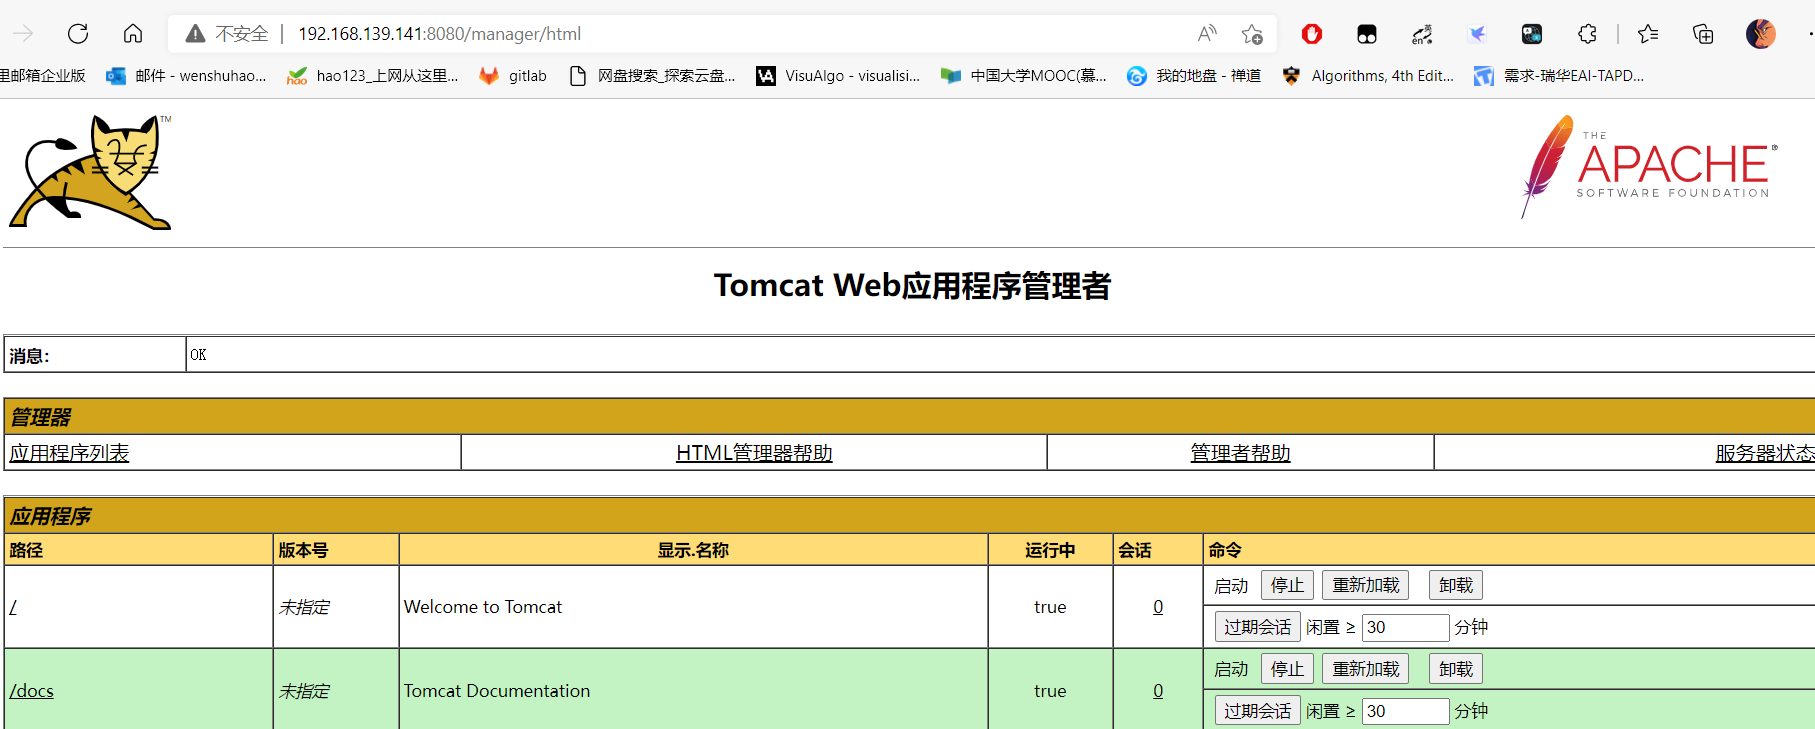 不安全 | 192.168.139.141:8080/manager/html
里邮箱企业版 邮件 - wenshuhao... hao123_上网从这里... gitlab 网盘搜索_探索云盘... VisuAlgo - visualisi... 中国大学MOOC(慕... 我的地盘 - 禅道 Algorithms, 4th Edit... 需求-瑞华EAI-TAPD...
TM
THE
APACHE®
SOFTWARE FOUNDATION
Tomcat Web应用程序管理者
消息: OK
管理器
应用程序列表 HTML管理器帮助 管理者帮助 服务器状态
应用程序
路径 版本号 显示.名称 运行中 会话 命令
/ 未指定 Welcome to Tomcat true 0 启动 停止 重新加载 卸载
过期会话 闲置 ≥ 30 分钟
/docs 未指定 Tomcat Documentation true 0 启动 停止 重新加载 卸载
过期会话 闲置 ≥ 30 分钟